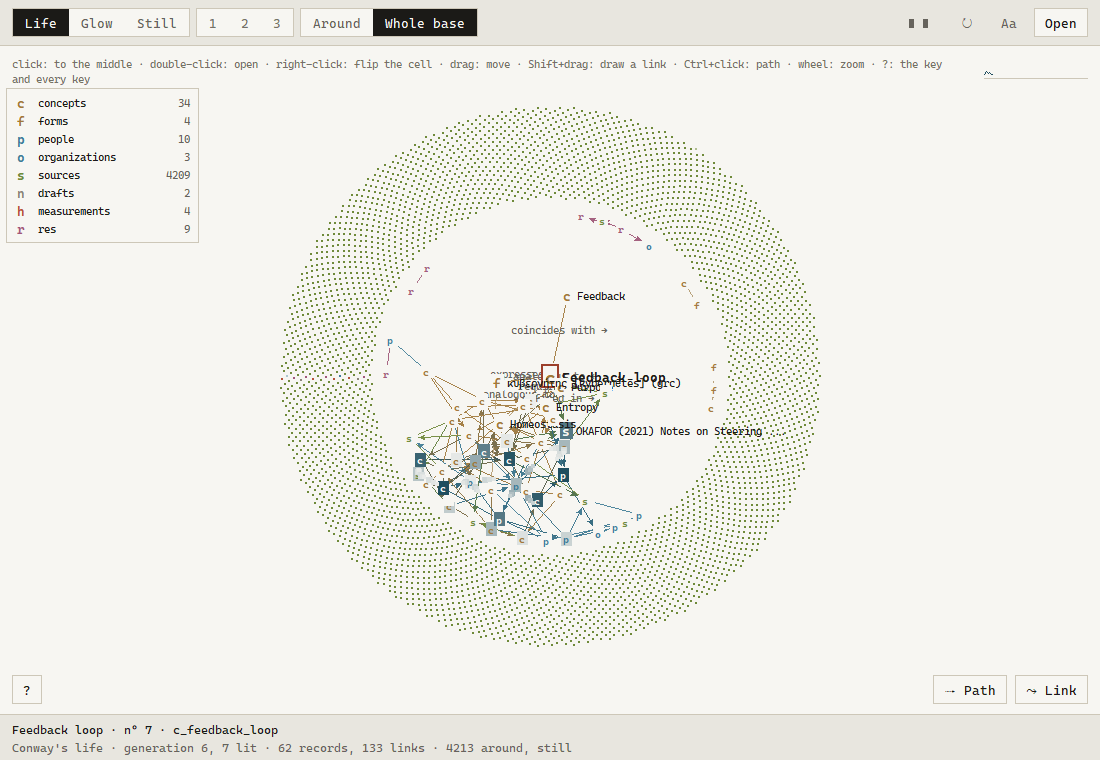 Life Glow Still 1 2 3 Around Whole base Aa Open
click: to the middle · double-click: open · right-click: flip the cell · drag: move · Shift+drag: draw a link · Ctrl+click: path · wheel: zoom · ?: the key
and every key
c concepts 34
f forms 4
p people 10
o organizations 3
s sources 4209
n drafts 2
h measurements 4
r res 9
Feedback
coincides with →
Feedback loop
(grc)
Entropy
OKAFOR (2021) Notes on Steering
?
→ Path
⤳ Link
Feedback loop · nº 7 · c_feedback_loop
Conway's life · generation 6, 7 lit · 62 records, 133 links · 4213 around, still